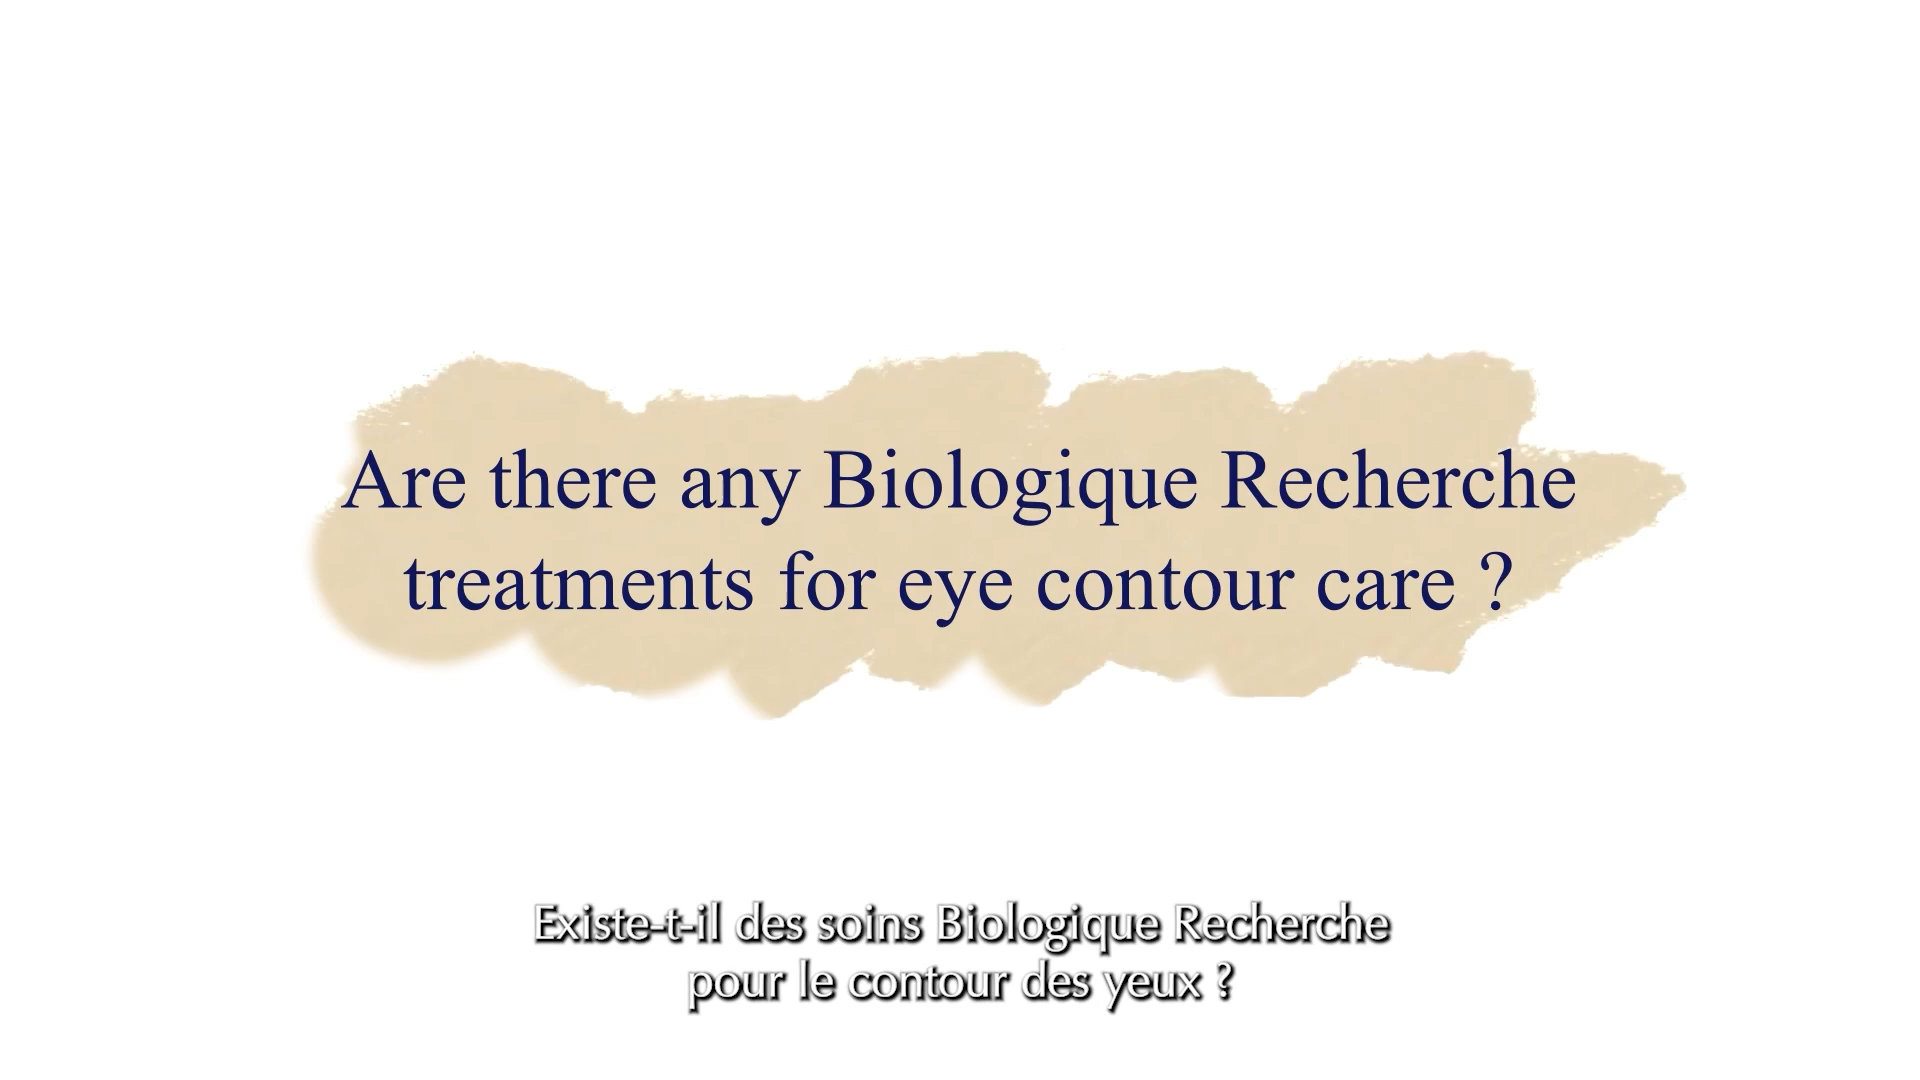 Are there any Biologique Recherche
treatments for eye contour care ?
Existe-t-il des soins Biologique Recherche
pour le contour des yeux ?